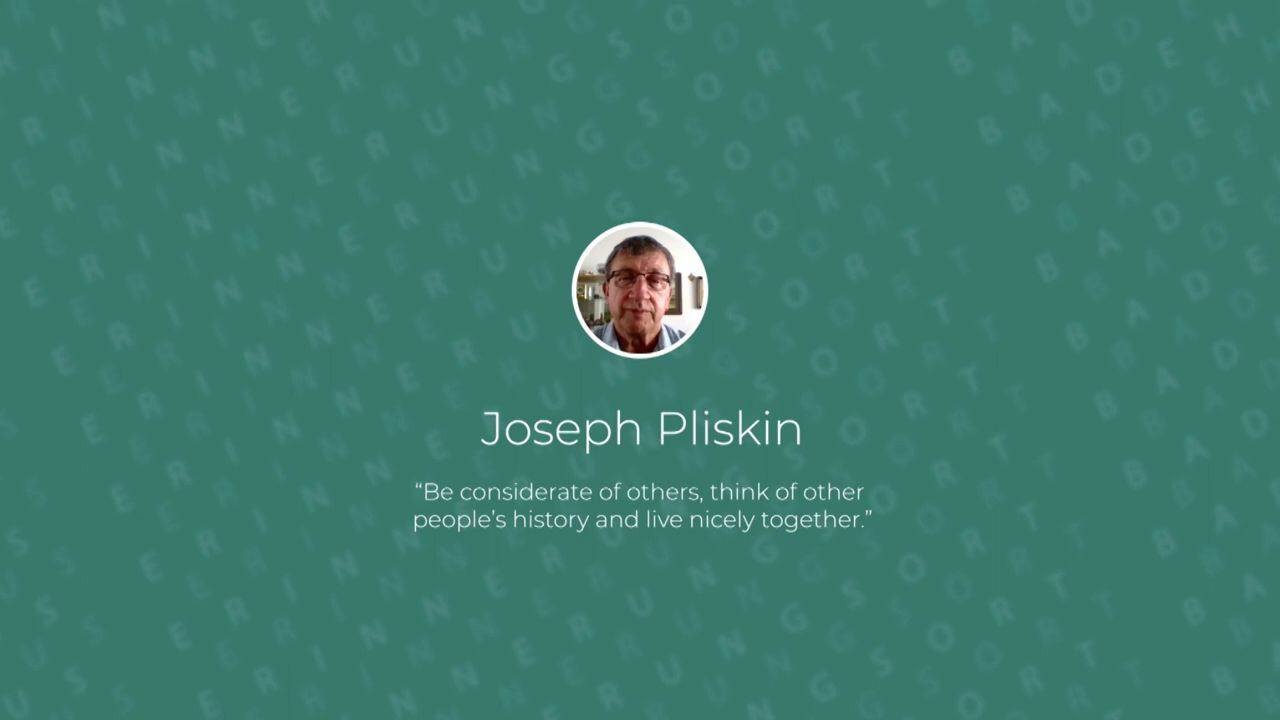 Joseph Pliskin
“Be considerate of others, think of other
people’s history and live nicely together.”